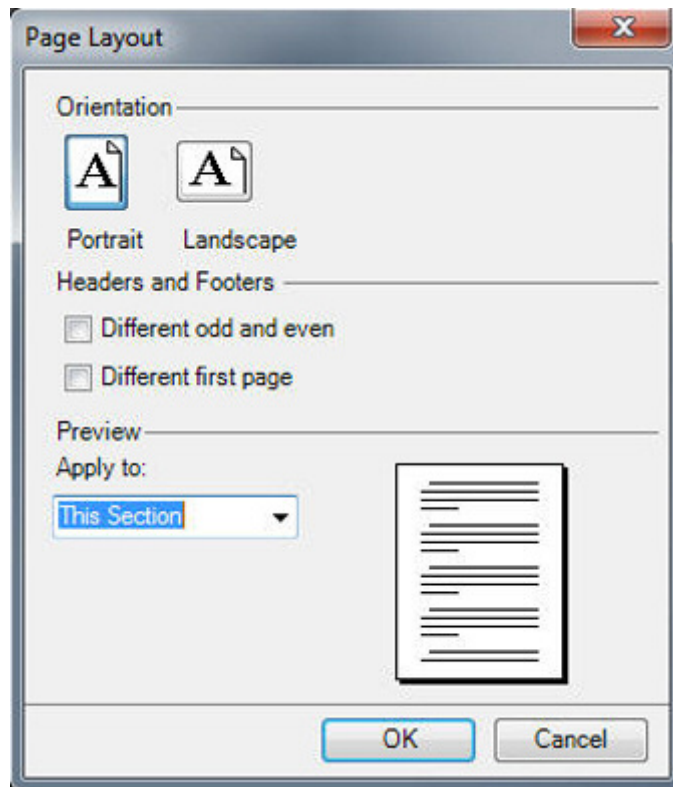 Page Layout
Orientation
A A
Portrait Landscape
Headers and Footers
Different odd and even
Different first page
Preview
Apply to:
This Section
OK Cancel